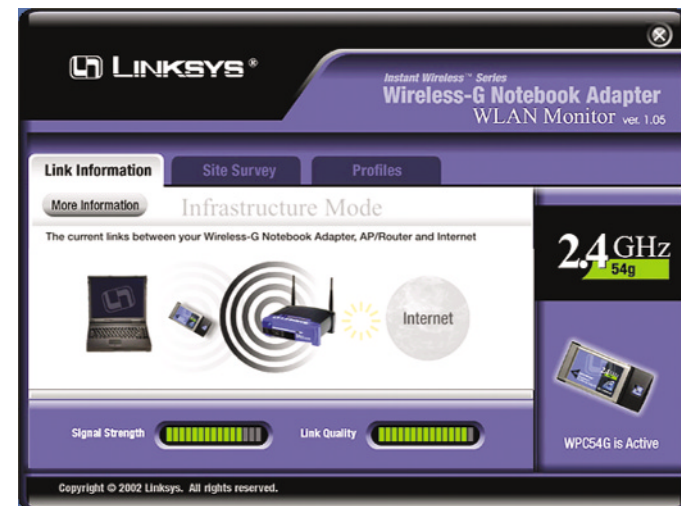 LINKSYS®
Instant Wireless™ Series
Wireless-G Notebook Adapter
WLAN Monitor ver. 1.05
Link Information
Site Survey
Profiles
More Information
Infrastructure Mode
The current links between your Wireless-G Notebook Adapter, AP/Router and Internet
Internet
2.4 GHz
54g
Signal Strength
Link Quality
WPC54G is Active
Copyright © 2002 Linksys. All rights reserved.